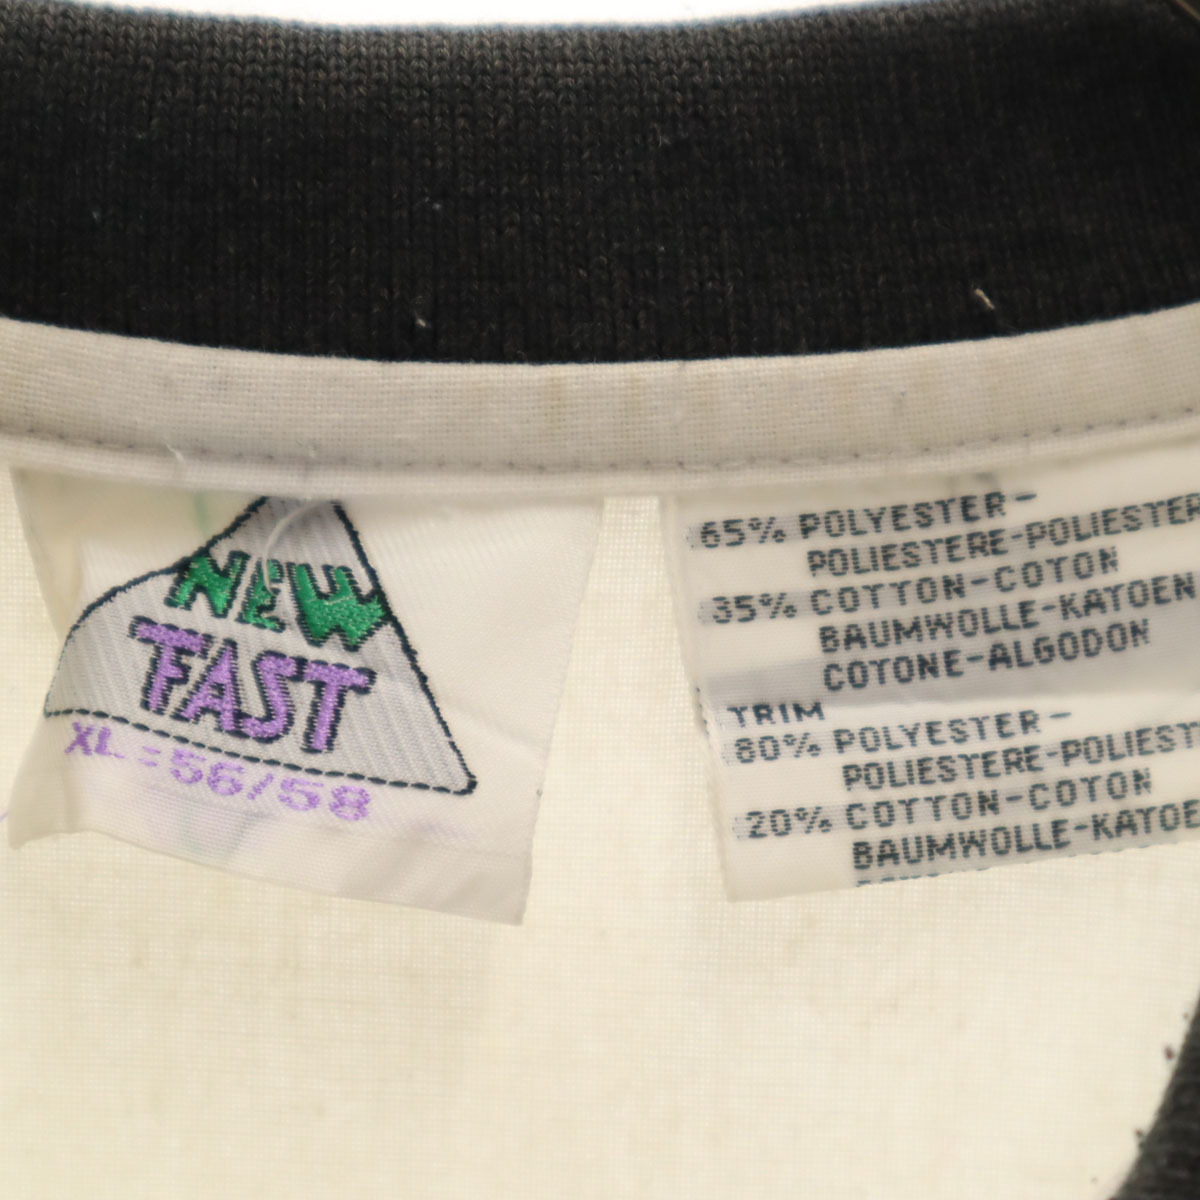 NEW
FAST
XL = 56/58
65% POLYESTER-
POLIESTERE-POLIESTER
35% COTTON-COTON
BAUMWOLLE-KATOEN
COTONE-ALGODON
TRIM
80% POLYESTER-
POLIESTERE-POLIEST
20% COTTON-COTON
BAUMWOLLE-KATOE